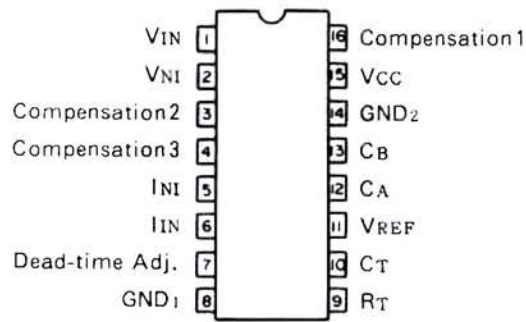 VIN 1 16 Compensation1
VNI 2 15 VCC
Compensation2 3 14 GND2
Compensation3 4 13 CB
INI 5 12 CA
IIN 6 11 VREF
Dead-time Adj. 7 10 CT
GND1 8 9 RT